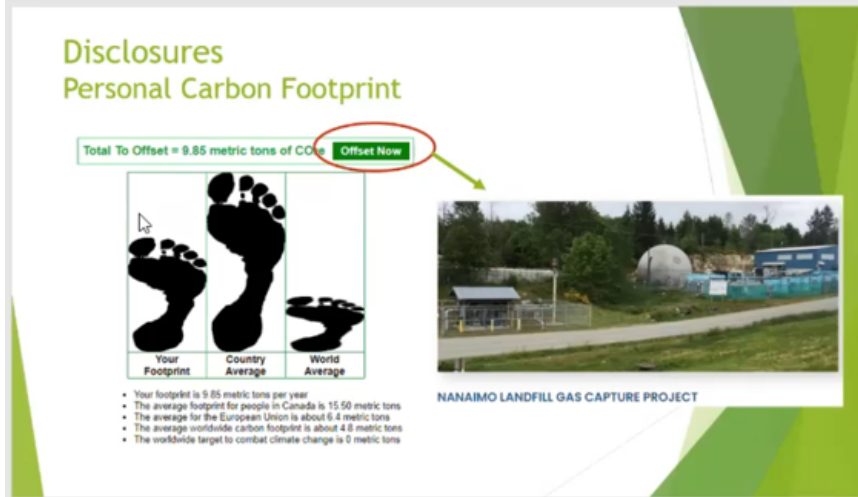 Disclosures
Personal Carbon Footprint
Total To Offset = 9.85 metric tons of CO e Offset Now
Your Footprint
Country Average
World Average
• Your footprint is 9.85 metric tons per year
• The average footprint for people in Canada is 15.50 metric tons
• The average for the European Union is about 6.4 metric tons
• The average worldwide carbon footprint is about 4.8 metric tons
• The worldwide target to combat climate change is 0 metric tons
NANAIMO LANDFILL GAS CAPTURE PROJECT